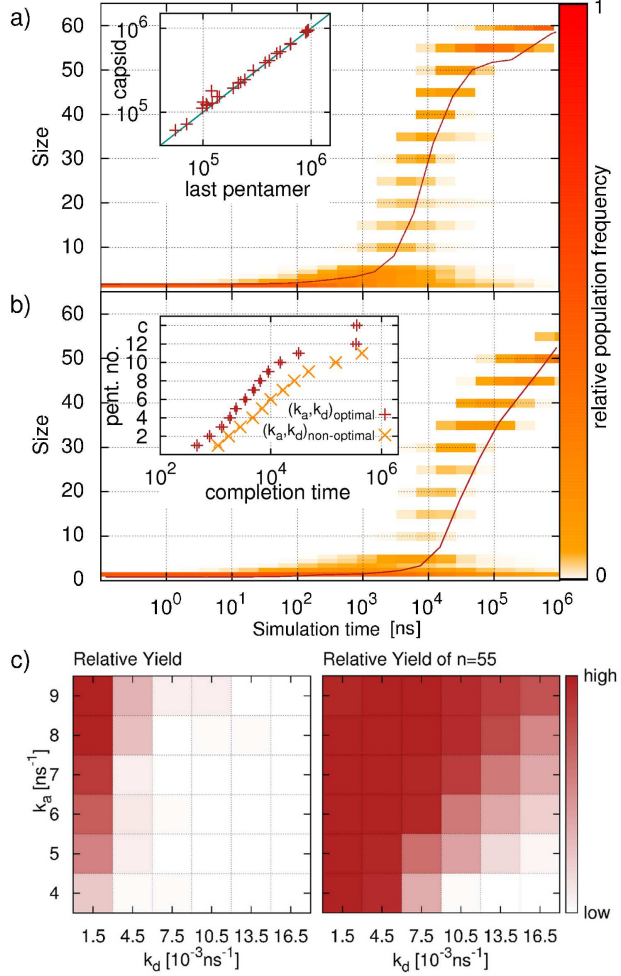 a)
Size
60
50
40
30
20
10
capsid
10^6
10^5
10^5
10^6
last pentamer
1
relative population frequency
0
b)
Size
60
50
40
30
20
10
0
pent. no.
c
12
10
8
6
4
2
(k_a,k_d)_optimal
(k_a,k_d)_non-optimal
10^2
10^4
10^6
completion time
10^0
10^1
10^2
10^3
10^4
10^5
10^6
Simulation time [ns]
c)
Relative Yield
Relative Yield of n=55
k_a [ns^-1]
9
8
7
6
5
4
high
low
1.5 4.5 7.5 10.5 13.5 16.5
1.5 4.5 7.5 10.5 13.5 16.5
k_d [10^-3 ns^-1]
k_d [10^-3 ns^-1]